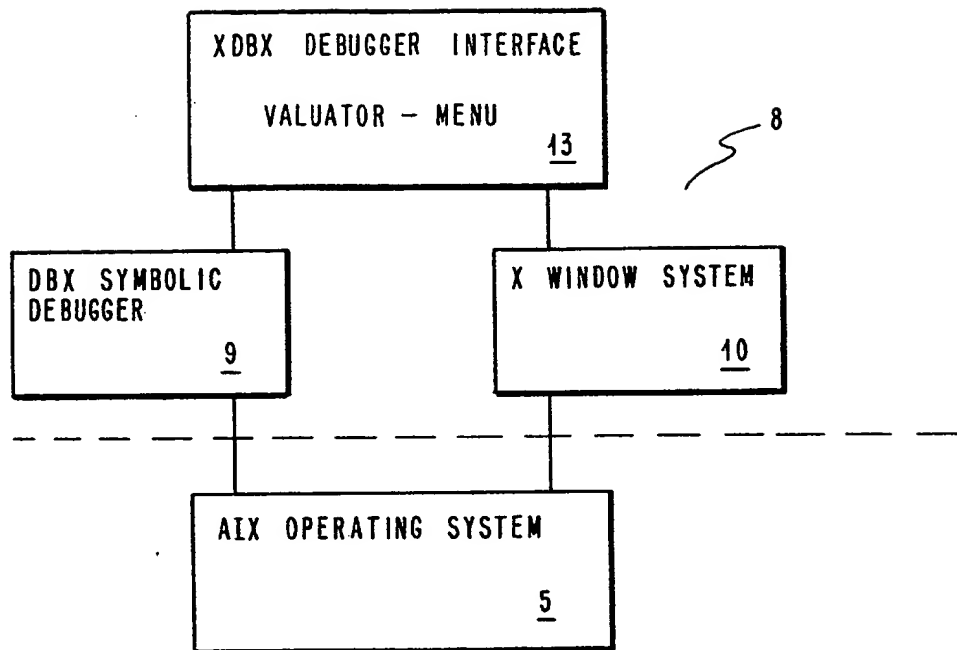 XDBX DEBUGGER INTERFACE
VALUATOR – MENU
13
8
DBX SYMBOLIC
DEBUGGER
9
X WINDOW SYSTEM
10
AIX OPERATING SYSTEM
5